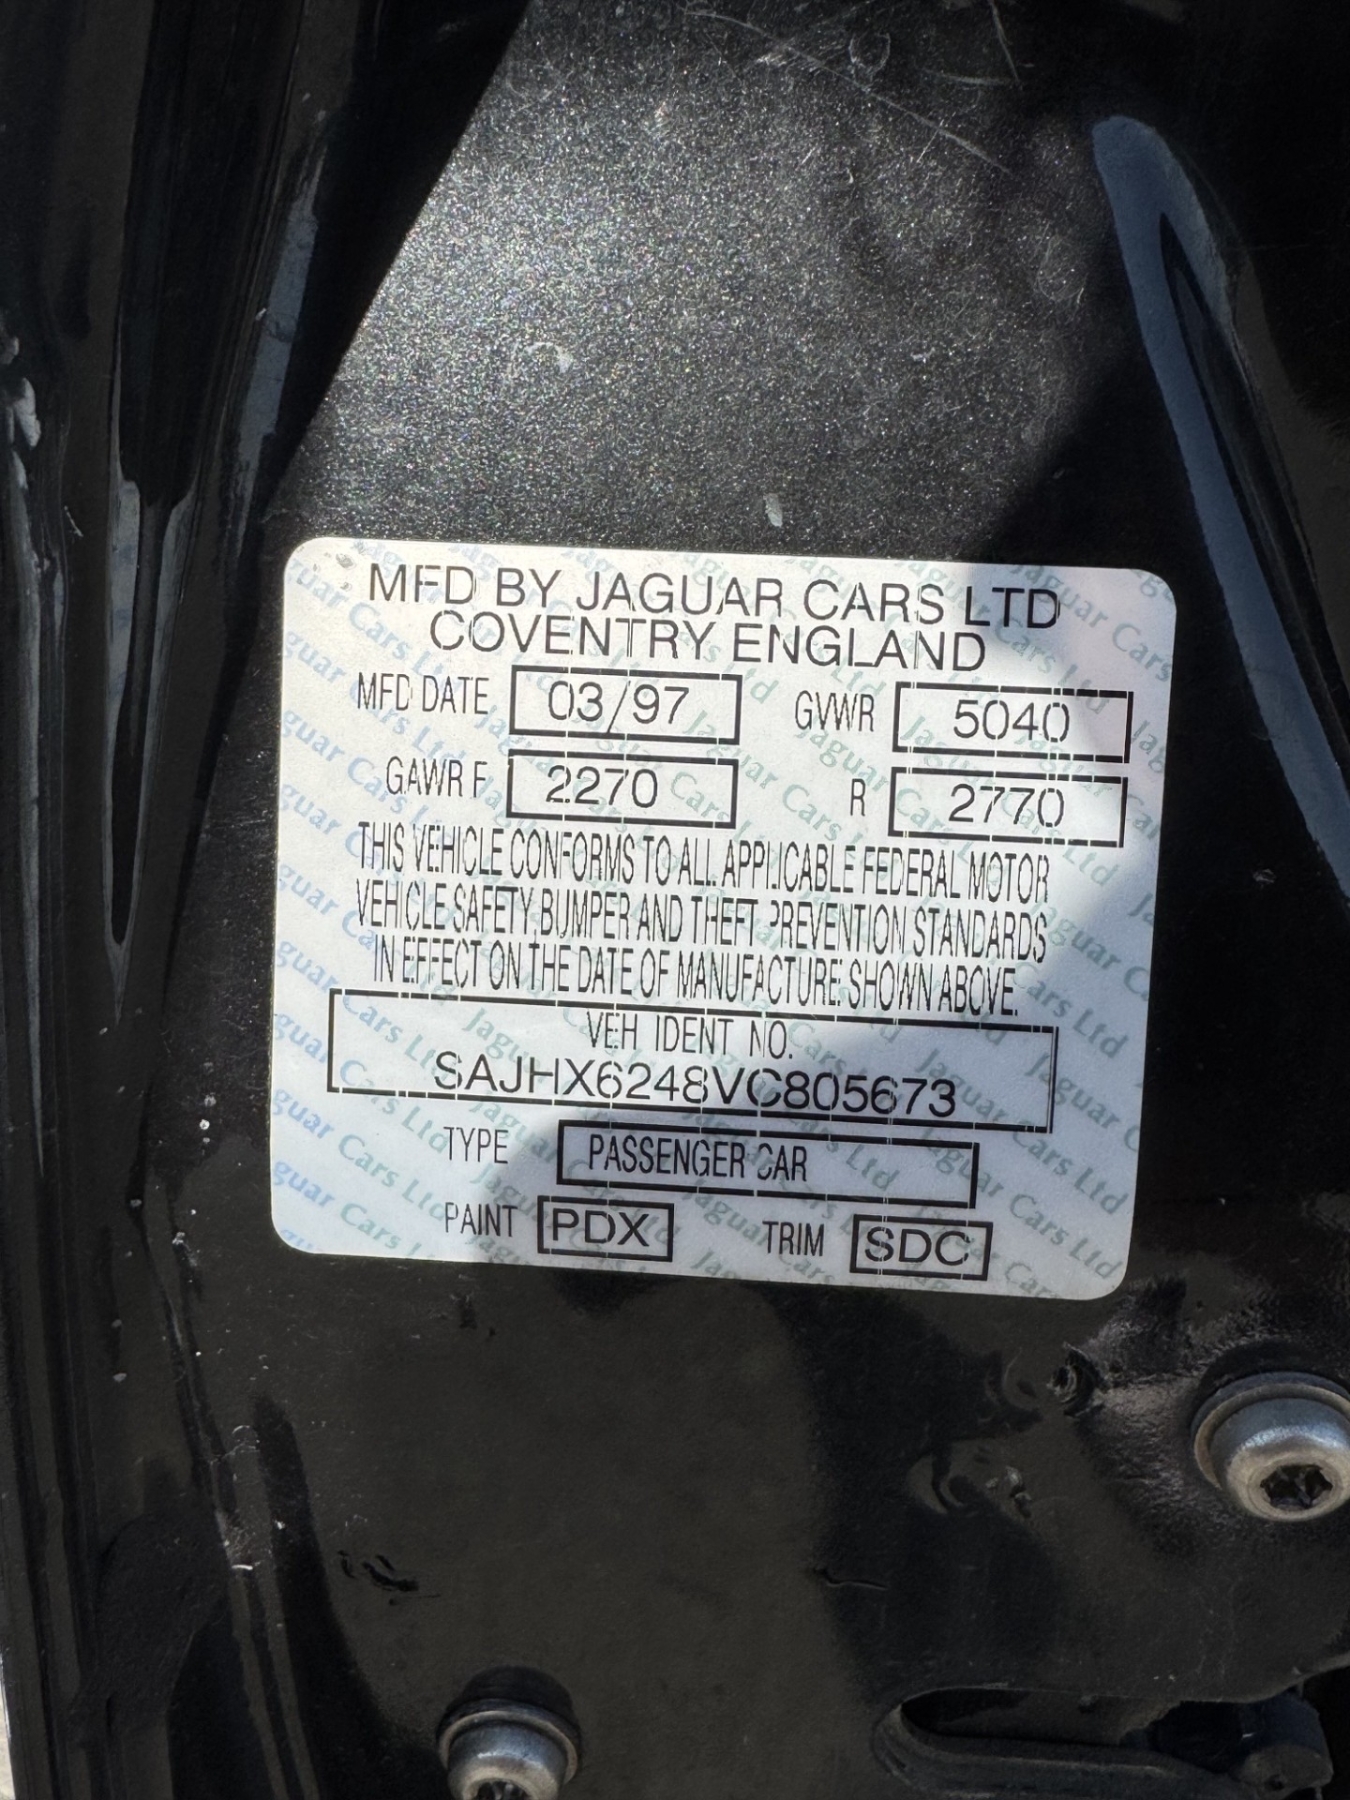 MFD BY JAGUAR CARS LTD
COVENTRY ENGLAND
MFD DATE 03/97 GVWR 5040
GAWR F 2270 R 2770
THIS VEHICLE CONFORMS TO ALL APPLICABLE FEDERAL MOTOR
VEHICLE SAFETY, BUMPER AND THEFT PREVENTION STANDARDS
IN EFFECT ON THE DATE OF MANUFACTURE SHOWN ABOVE.
VEH IDENT NO.
SAJHX6248VC805673
TYPE PASSENGER CAR
PAINT PDX TRIM SDC